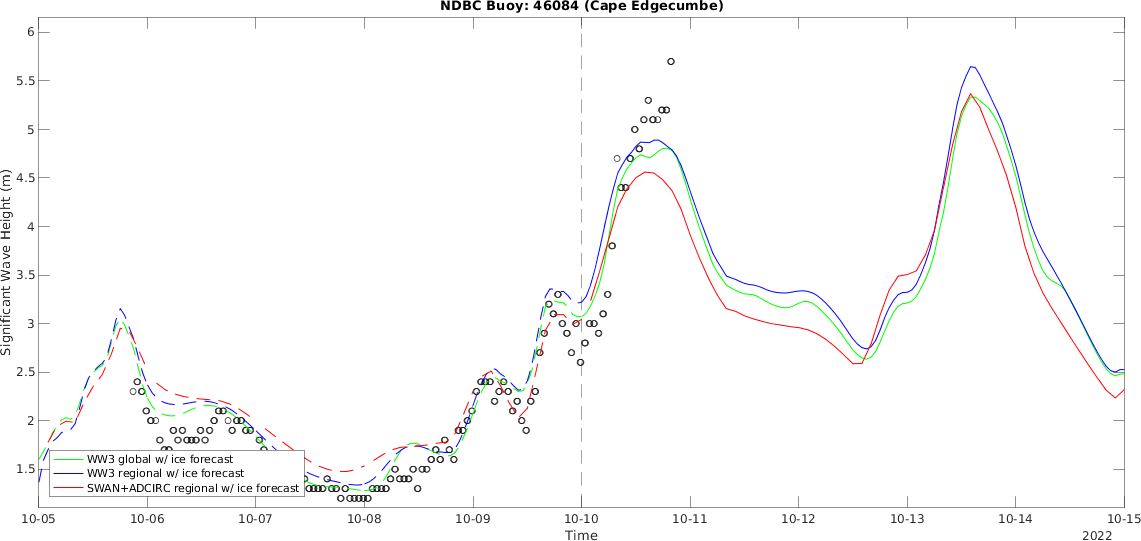 NDBC Buoy: 46084 (Cape Edgecumbe)
Significant Wave Height (m)
6
5.5
5
4.5
4
3.5
3
2.5
2
1.5
WW3 global w/ ice forecast
WW3 regional w/ ice forecast
SWAN+ADCIRC regional w/ ice forecast
10-05 10-06 10-07 10-08 10-09 10-10 10-11 10-12 10-13 10-14 10-15
Time 2022